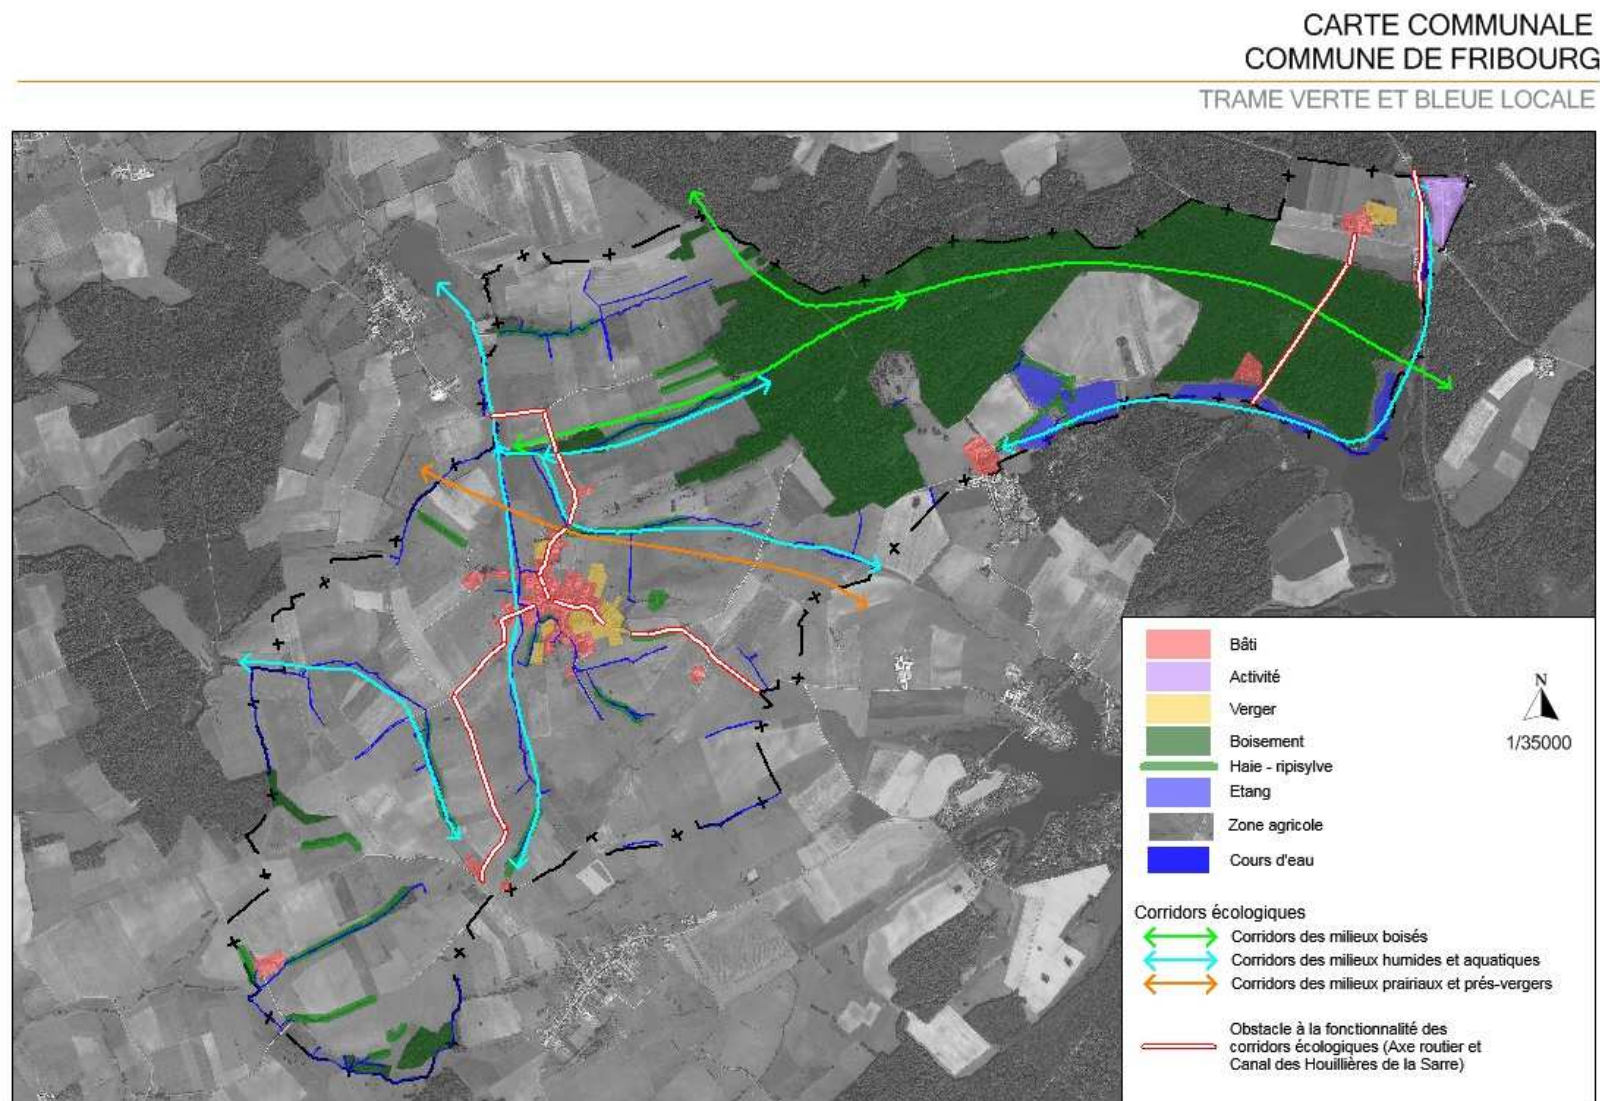 CARTE COMMUNALE
COMMUNE DE FRIBOURG
TRAME VERTE ET BLEUE LOCALE
Bâti
Activité
Verger
Boisement
Haie - ripisylve
Etang
Zone agricole
Cours d'eau
N
1/35000
Corridors écologiques
Corridors des milieux boisés
Corridors des milieux humides et aquatiques
Corridors des milieux prairiaux et prés-vergers
Obstacle à la fonctionnalité des
corridors écologiques (Axe routier et
Canal des Houillières de la Sarre)